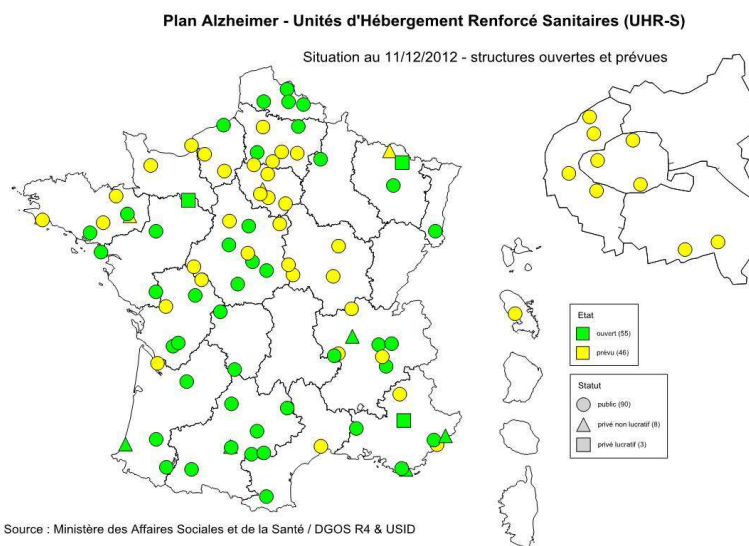 Plan Alzheimer - Unités d'Hébergement Renforcé Sanitaires (UHR-S)
Situation au 11/12/2012 - structures ouvertes et prévues
Etat
ouvert (55)
prévu (46)
Statut
public (90)
privé non lucratif (8)
privé lucratif (3)
Source : Ministère des Affaires Sociales et de la Santé / DGOS R4 & USID